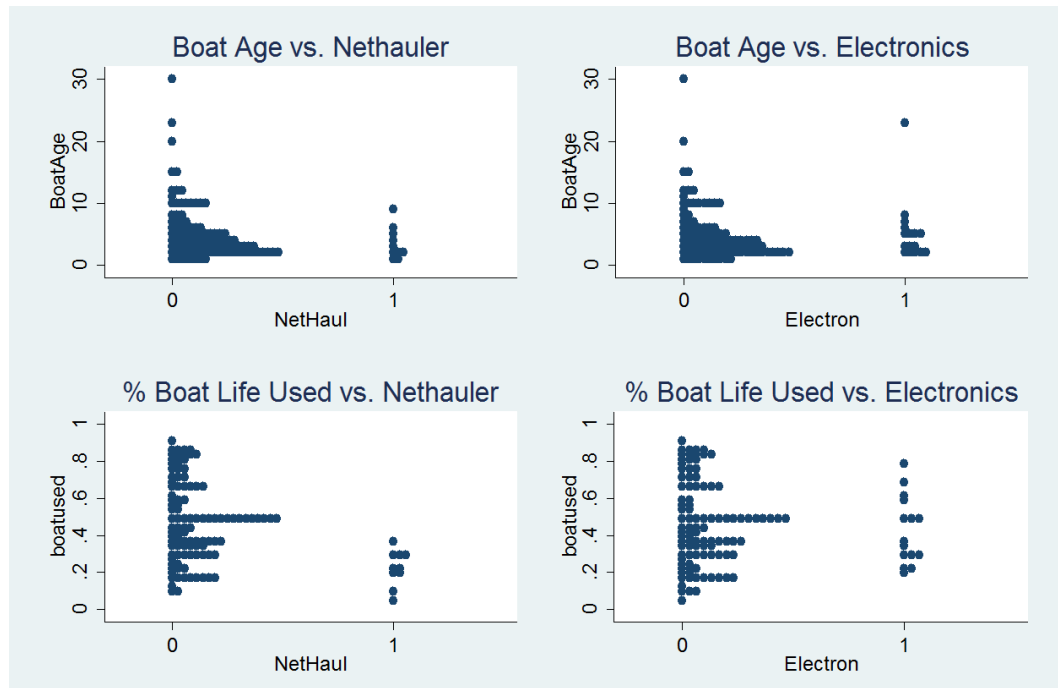 Boat Age vs. Nethauler
BoatAge
30
20
10
0
0 1
NetHaul
Boat Age vs. Electronics
BoatAge
30
20
10
0
0 1
Electron
% Boat Life Used vs. Nethauler
boatused
1
.8
.6
.4
.2
0
0 1
NetHaul
% Boat Life Used vs. Electronics
boatused
1
.8
.6
.4
.2
0
0 1
Electron